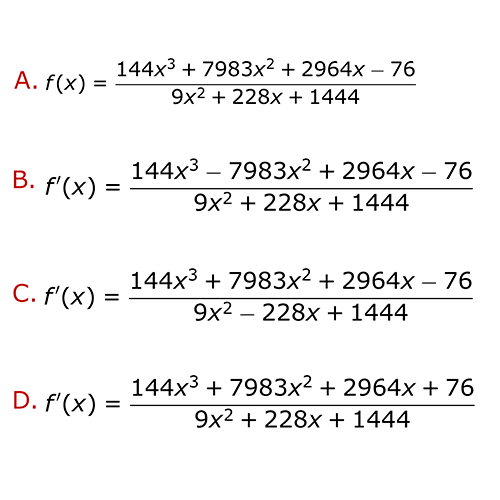 A. f(x) = (144x³ + 7983x² + 2964x − 76) / (9x² + 228x + 1444)
B. f′(x) = (144x³ − 7983x² + 2964x − 76) / (9x² + 228x + 1444)
C. f′(x) = (144x³ + 7983x² + 2964x − 76) / (9x² − 228x + 1444)
D. f′(x) = (144x³ + 7983x² + 2964x + 76) / (9x² + 228x + 1444)